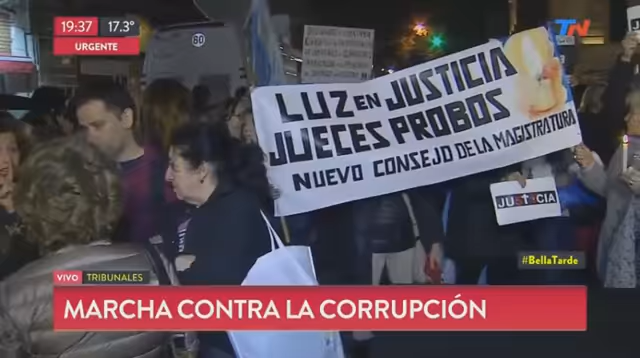 19:37 17.3°
URGENTE
60
TN
LUZ EN JUSTICIA
JUECES PROBOS
NUEVO CONSEJO DE LA MAGISTRATURA
JUSTICIA
#BellaTarde
VIVO TRIBUNALES
MARCHA CONTRA LA CORRUPCIÓN